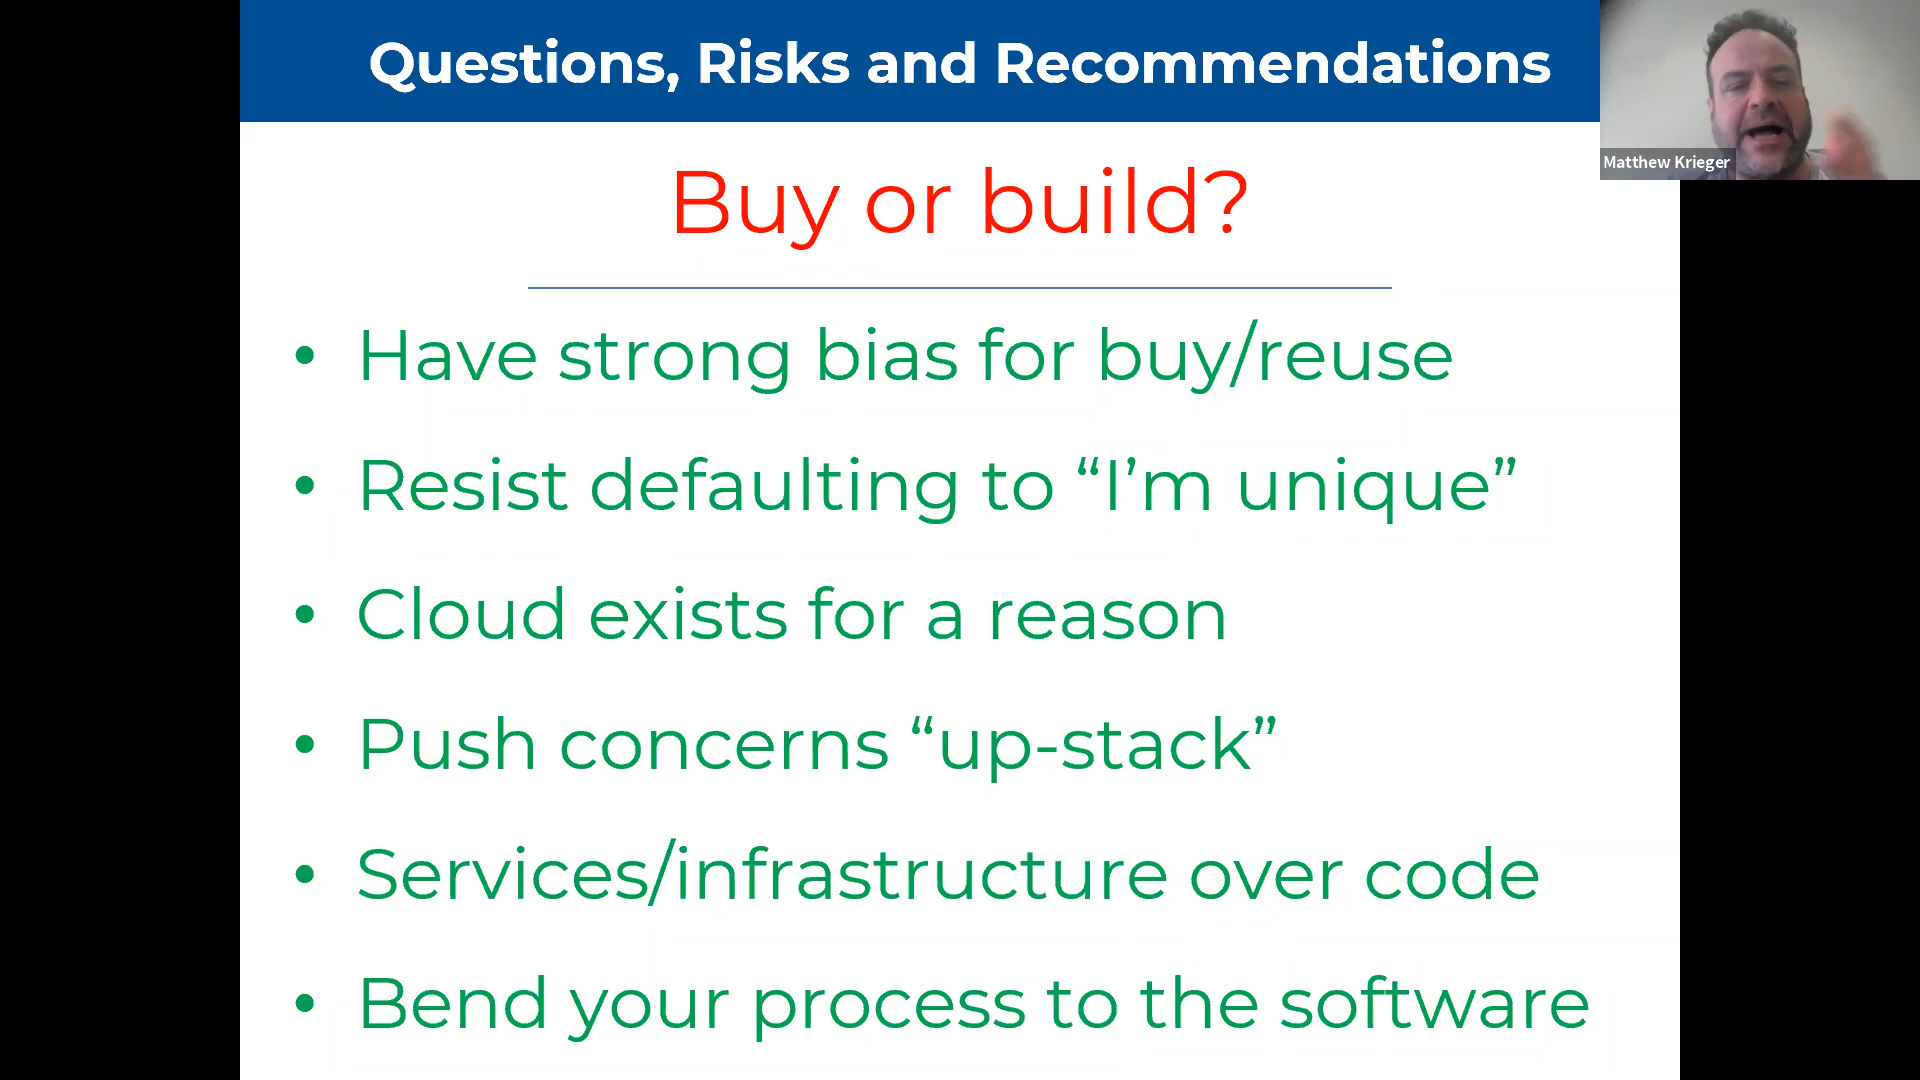 Questions, Risks and Recommendations
Matthew Krieger
Buy or build?
• Have strong bias for buy/reuse
• Resist defaulting to “I’m unique”
• Cloud exists for a reason
• Push concerns “up-stack”
• Services/infrastructure over code
• Bend your process to the software